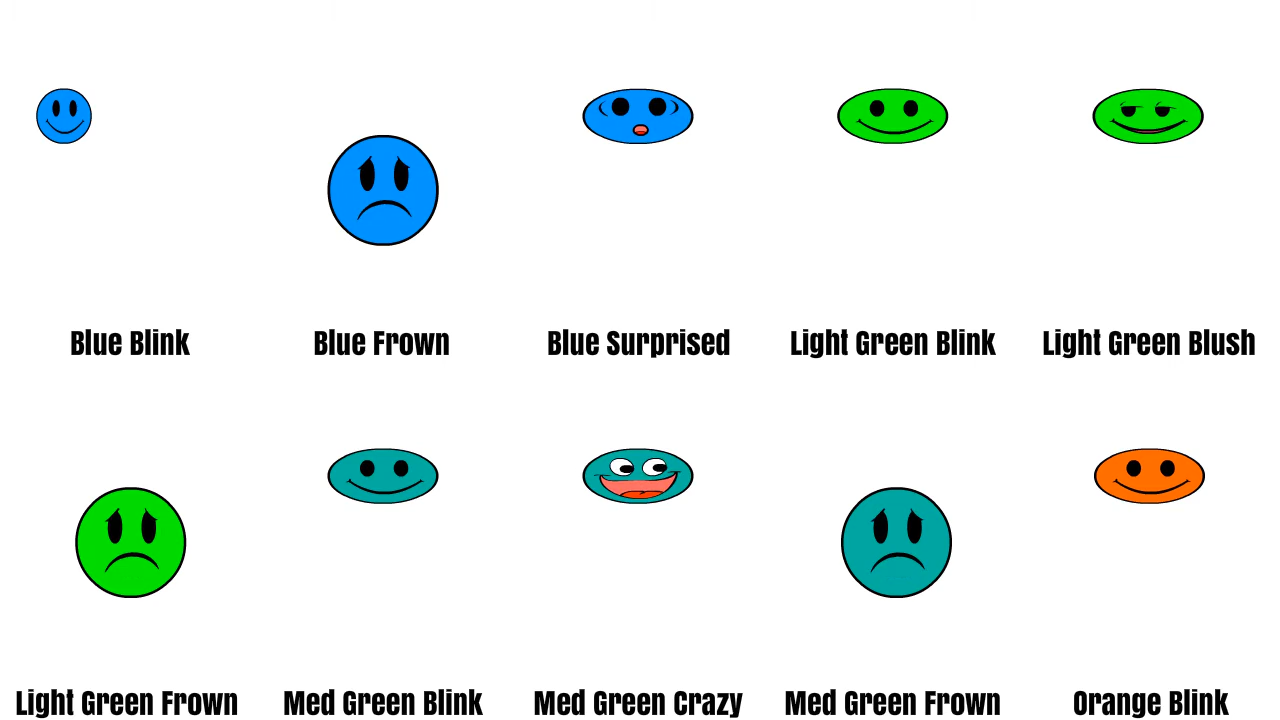 Blue Blink
Blue Frown
Blue Surprised
Light Green Blink
Light Green Blush
Light Green Frown
Med Green Blink
Med Green Crazy
Med Green Frown
Orange Blink